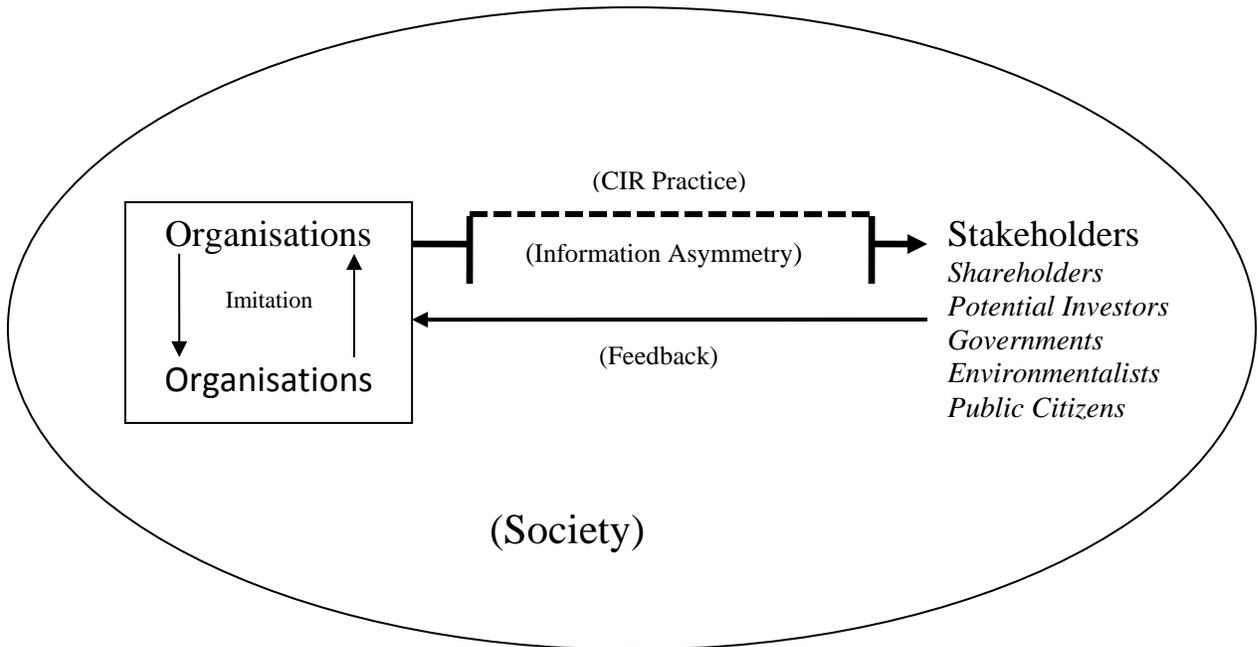 (CIR Practice)
Organisations
(Information Asymmetry)
Stakeholders
Shareholders
Imitation
Potential Investors
Governments
(Feedback)
Environmentalists
Organisations
Public Citizens
(Society)